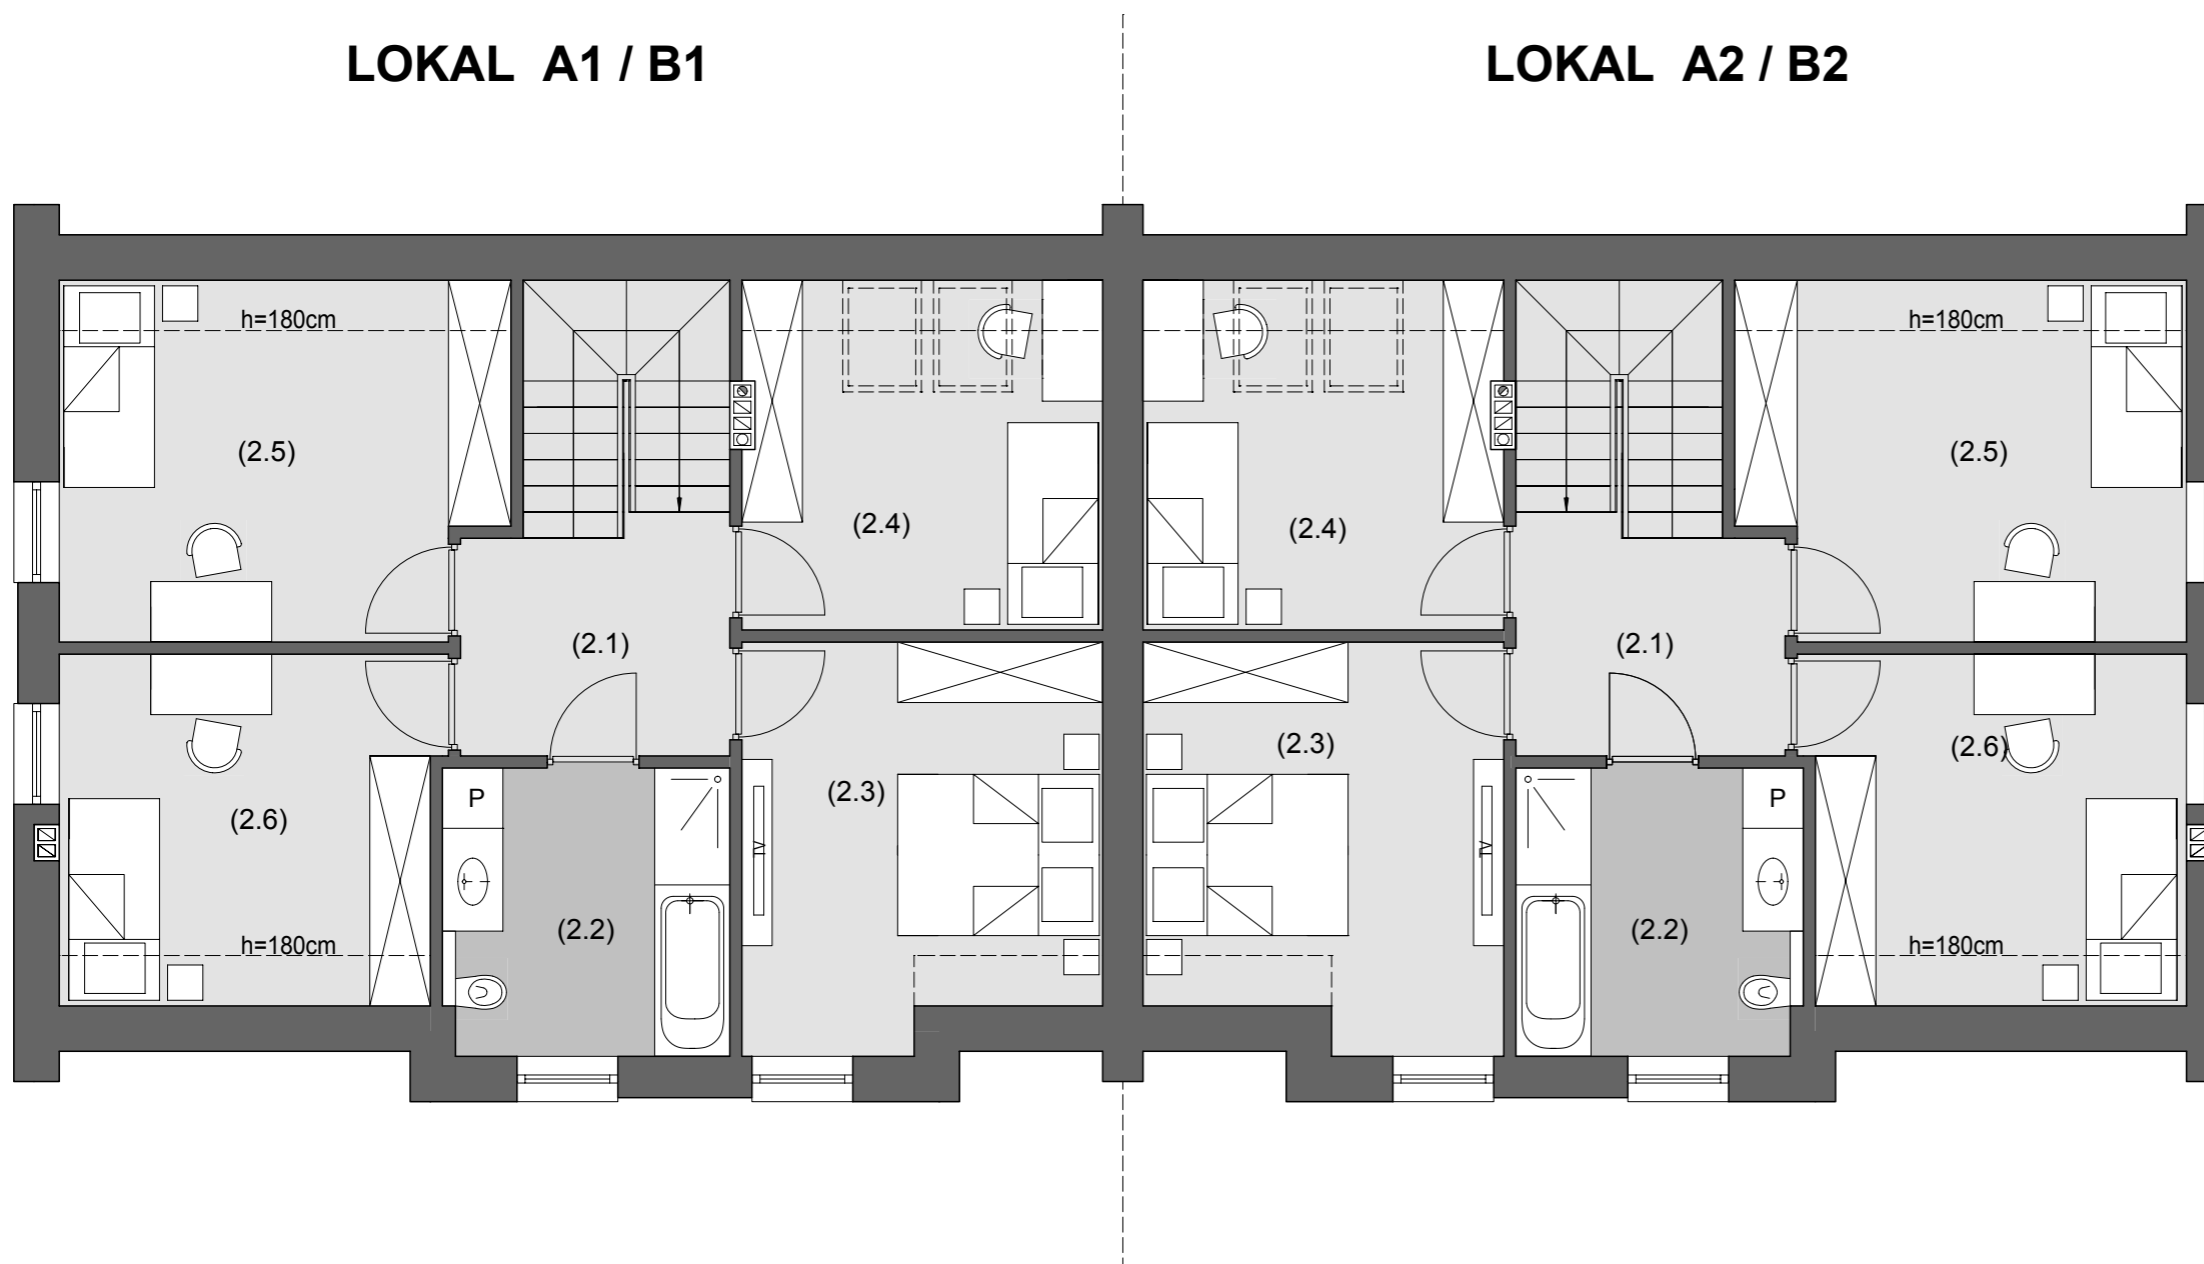 LOKAL A1 / B1
LOKAL A2 / B2
h=180cm
h=180cm
(2.5)
(2.4)
(2.4)
(2.5)
(2.1)
(2.1)
(2.3)
(2.6)
(2.3)
P
P
(2.6)
TV
TV
(2.2)
(2.2)
h=180cm
h=180cm